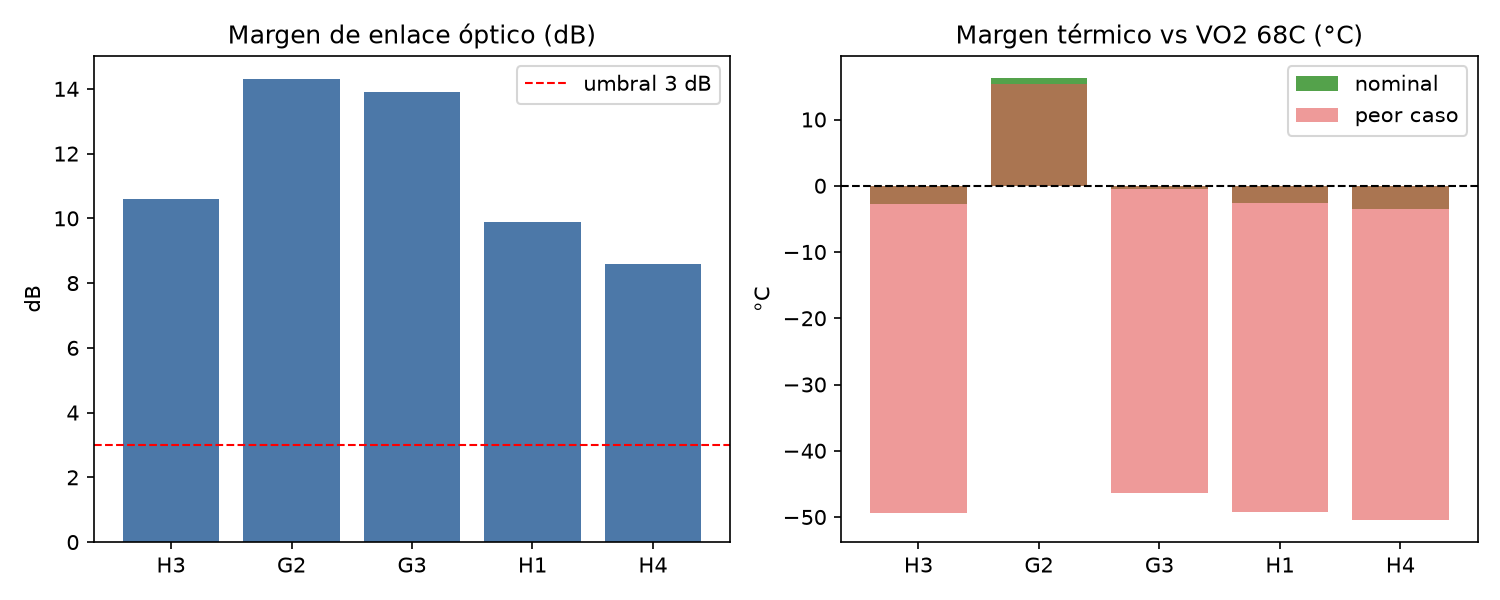 Margen de enlace óptico (dB)
umbral 3 dB
14
12
10
8
6
4
2
0
dB
H3 G2 G3 H1 H4
Margen térmico vs VO2 68C (°C)
nominal
peor caso
10
0
−10
−20
−30
−40
−50
°C
H3 G2 G3 H1 H4